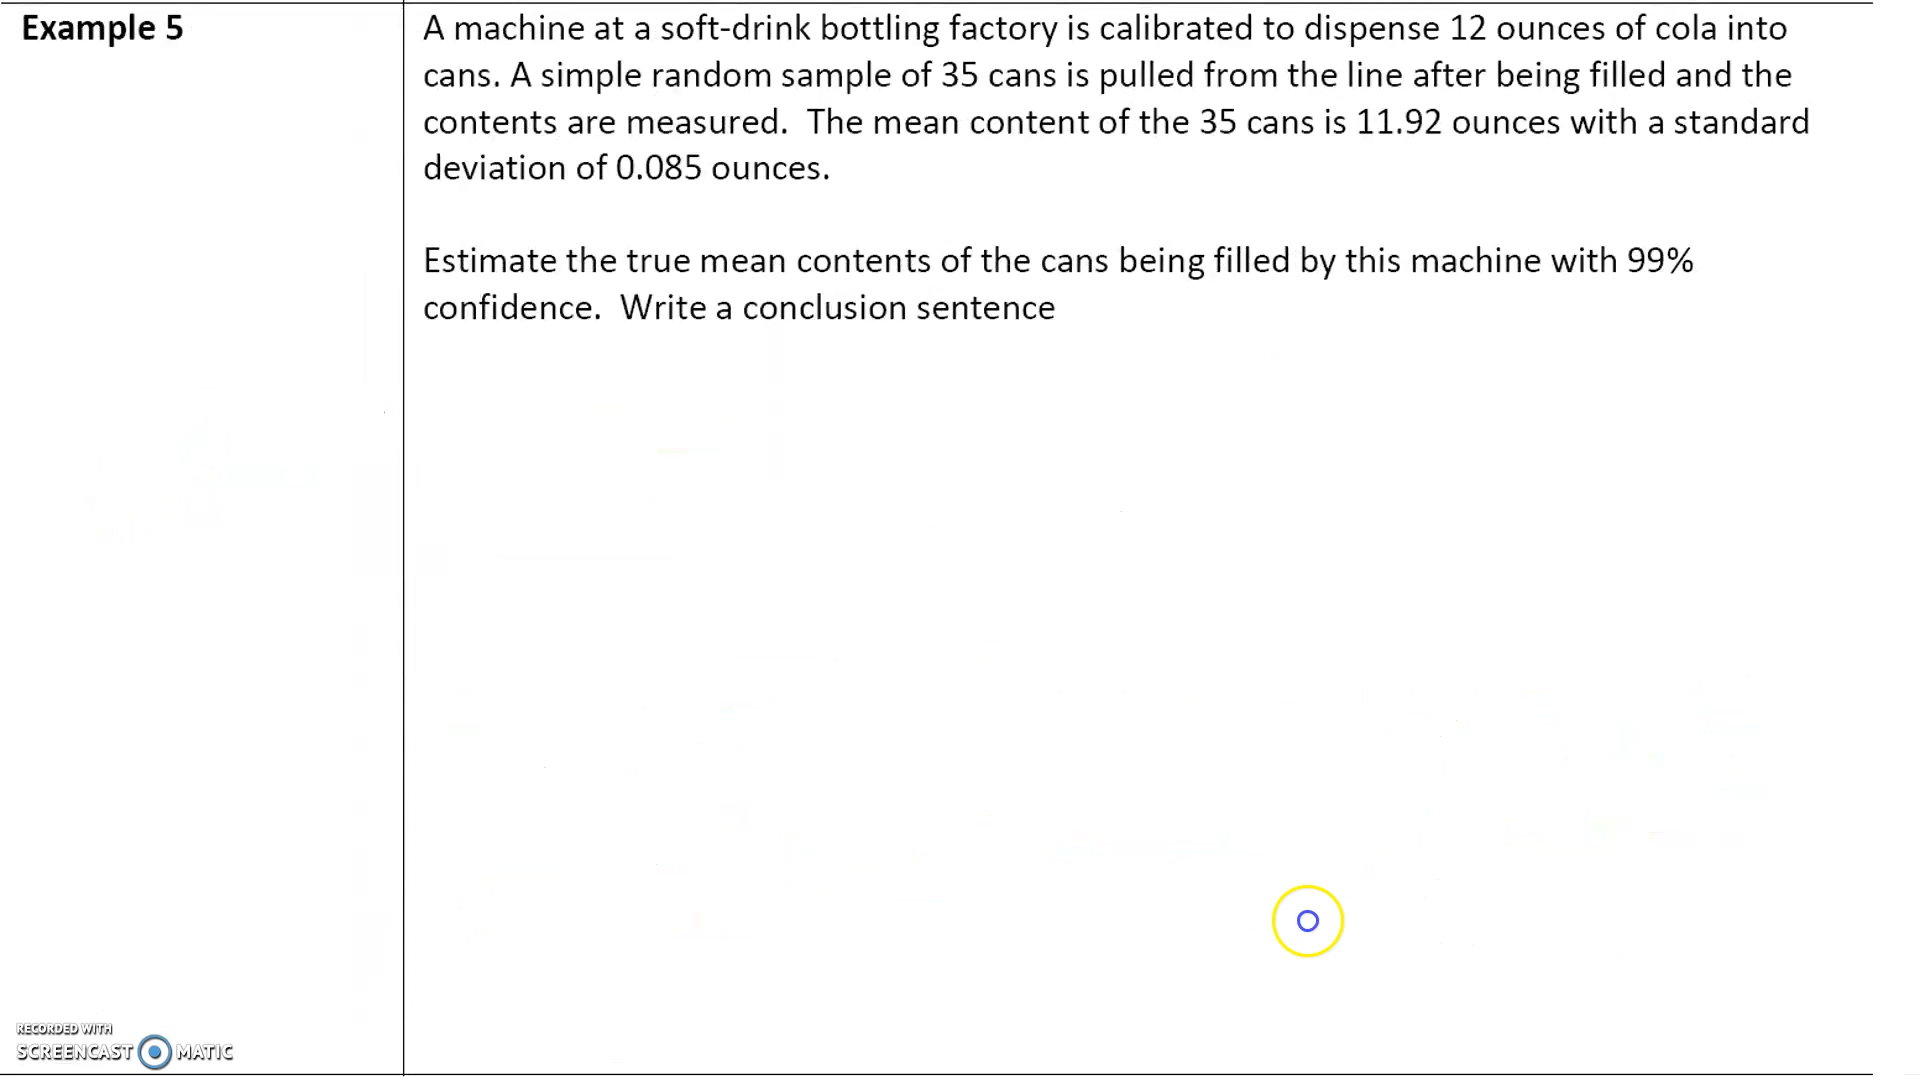 Example 5
A machine at a soft-drink bottling factory is calibrated to dispense 12 ounces of cola into
cans. A simple random sample of 35 cans is pulled from the line after being filled and the
contents are measured.  The mean content of the 35 cans is 11.92 ounces with a standard
deviation of 0.085 ounces.
Estimate the true mean contents of the cans being filled by this machine with 99%
confidence.  Write a conclusion sentence
RECORDED WITH
SCREENCAST MATIC